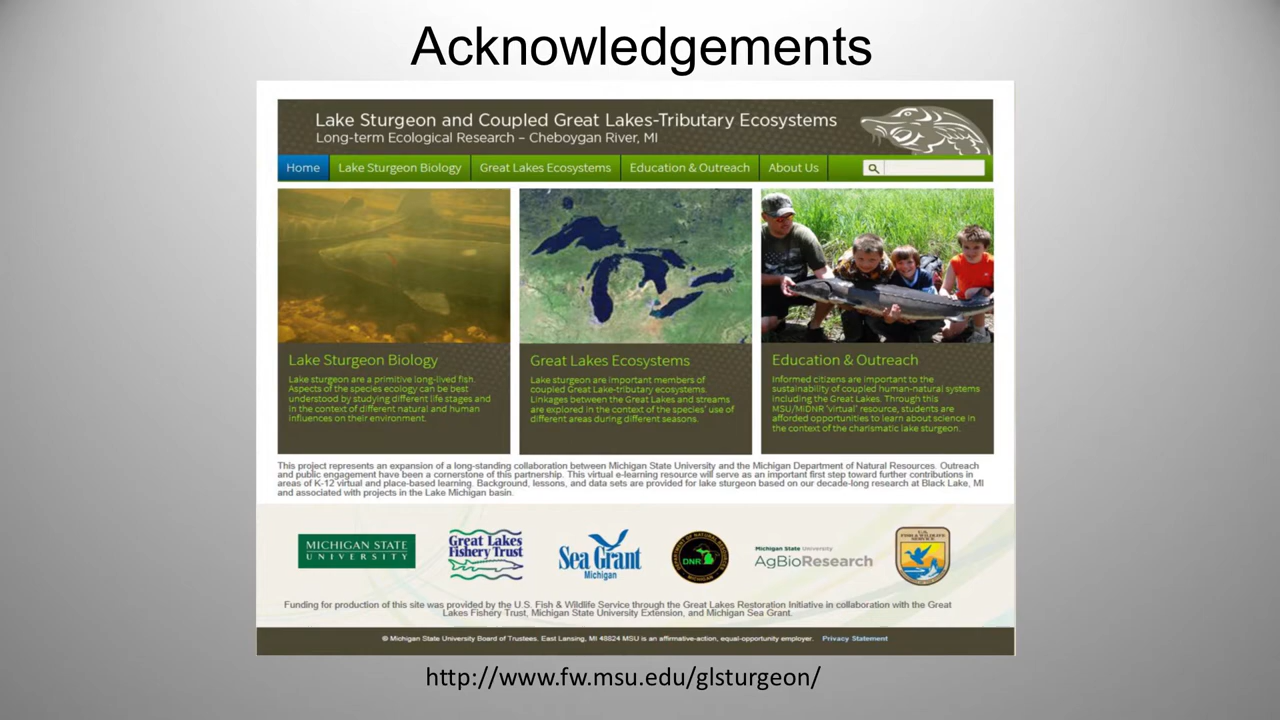 Acknowledgements
Lake Sturgeon and Coupled Great Lakes-Tributary Ecosystems
Long-term Ecological Research – Cheboygan River, MI
Home
Lake Sturgeon Biology
Great Lakes Ecosystems
Education & Outreach
About Us
Lake Sturgeon Biology
Lake sturgeon are a primitive long-lived fish.
Aspects of the species ecology can be best
understood by studying different life stages and
in the context of different natural and human
influences on their environment.
Great Lakes Ecosystems
Lake sturgeon are important members of
coupled Great Lake-tributary ecosystems.
Linkages between the Great Lakes and streams
are explored in the context of the species' use of
different areas during different seasons.
Education & Outreach
Informed citizens are important to the
sustainability of coupled human-natural systems
including the Great Lakes. Through this
MSU/MiDNR 'virtual' resource, students are
afforded opportunities to learn about science in
the context of the charismatic lake sturgeon.
This project represents an expansion of a long-standing collaboration between Michigan State University and the Michigan Department of Natural Resources. Outreach
and public engagement have been a cornerstone of this partnership. This virtual e-learning resource will serve as an important first step toward further contributions in
areas of K-12 virtual and place-based learning. Background, lessons, and data sets are provided for lake sturgeon based on our decade-long research at Black Lake, MI
and associated with projects in the Lake Michigan basin.
MICHIGAN STATE
UNIVERSITY
Great Lakes
Fishery Trust
Sea Grant
Michigan
DEPARTMENT OF NATURAL RESOURCES
DNR
MICHIGAN
Michigan State University
AgBioResearch
U.S.
FISH & WILDLIFE
SERVICE
Funding for production of this site was provided by the U.S. Fish & Wildlife Service through the Great Lakes Restoration Initiative in collaboration with the Great
Lakes Fishery Trust, Michigan State University Extension, and Michigan Sea Grant.
© Michigan State University Board of Trustees. East Lansing, MI 48824 MSU is an affirmative-action, equal-opportunity employer. Privacy Statement
http://www.fw.msu.edu/glsturgeon/